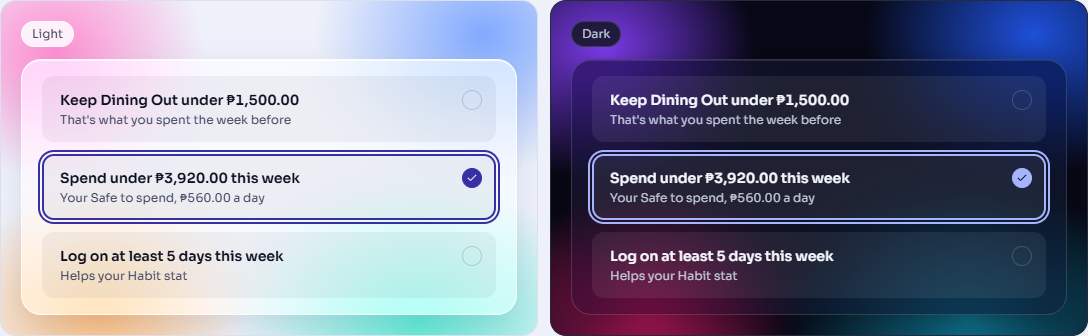 Light
Keep Dining Out under ₱1,500.00
That's what you spent the week before
Spend under ₱3,920.00 this week
Your Safe to spend, ₱560.00 a day
Log on at least 5 days this week
Helps your Habit stat
Dark
Keep Dining Out under ₱1,500.00
That's what you spent the week before
Spend under ₱3,920.00 this week
Your Safe to spend, ₱560.00 a day
Log on at least 5 days this week
Helps your Habit stat